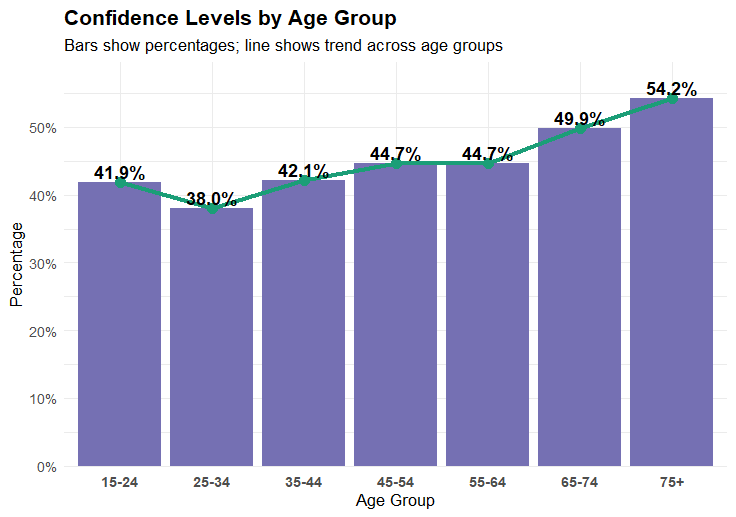 Confidence Levels by Age Group
Bars show percentages; line shows trend across age groups
54.2%
49.9%
44.7%
44.7%
42.1%
41.9%
38.0%
50%
40%
30%
20%
10%
0%
Percentage
15-24 25-34 35-44 45-54 55-64 65-74 75+
Age Group